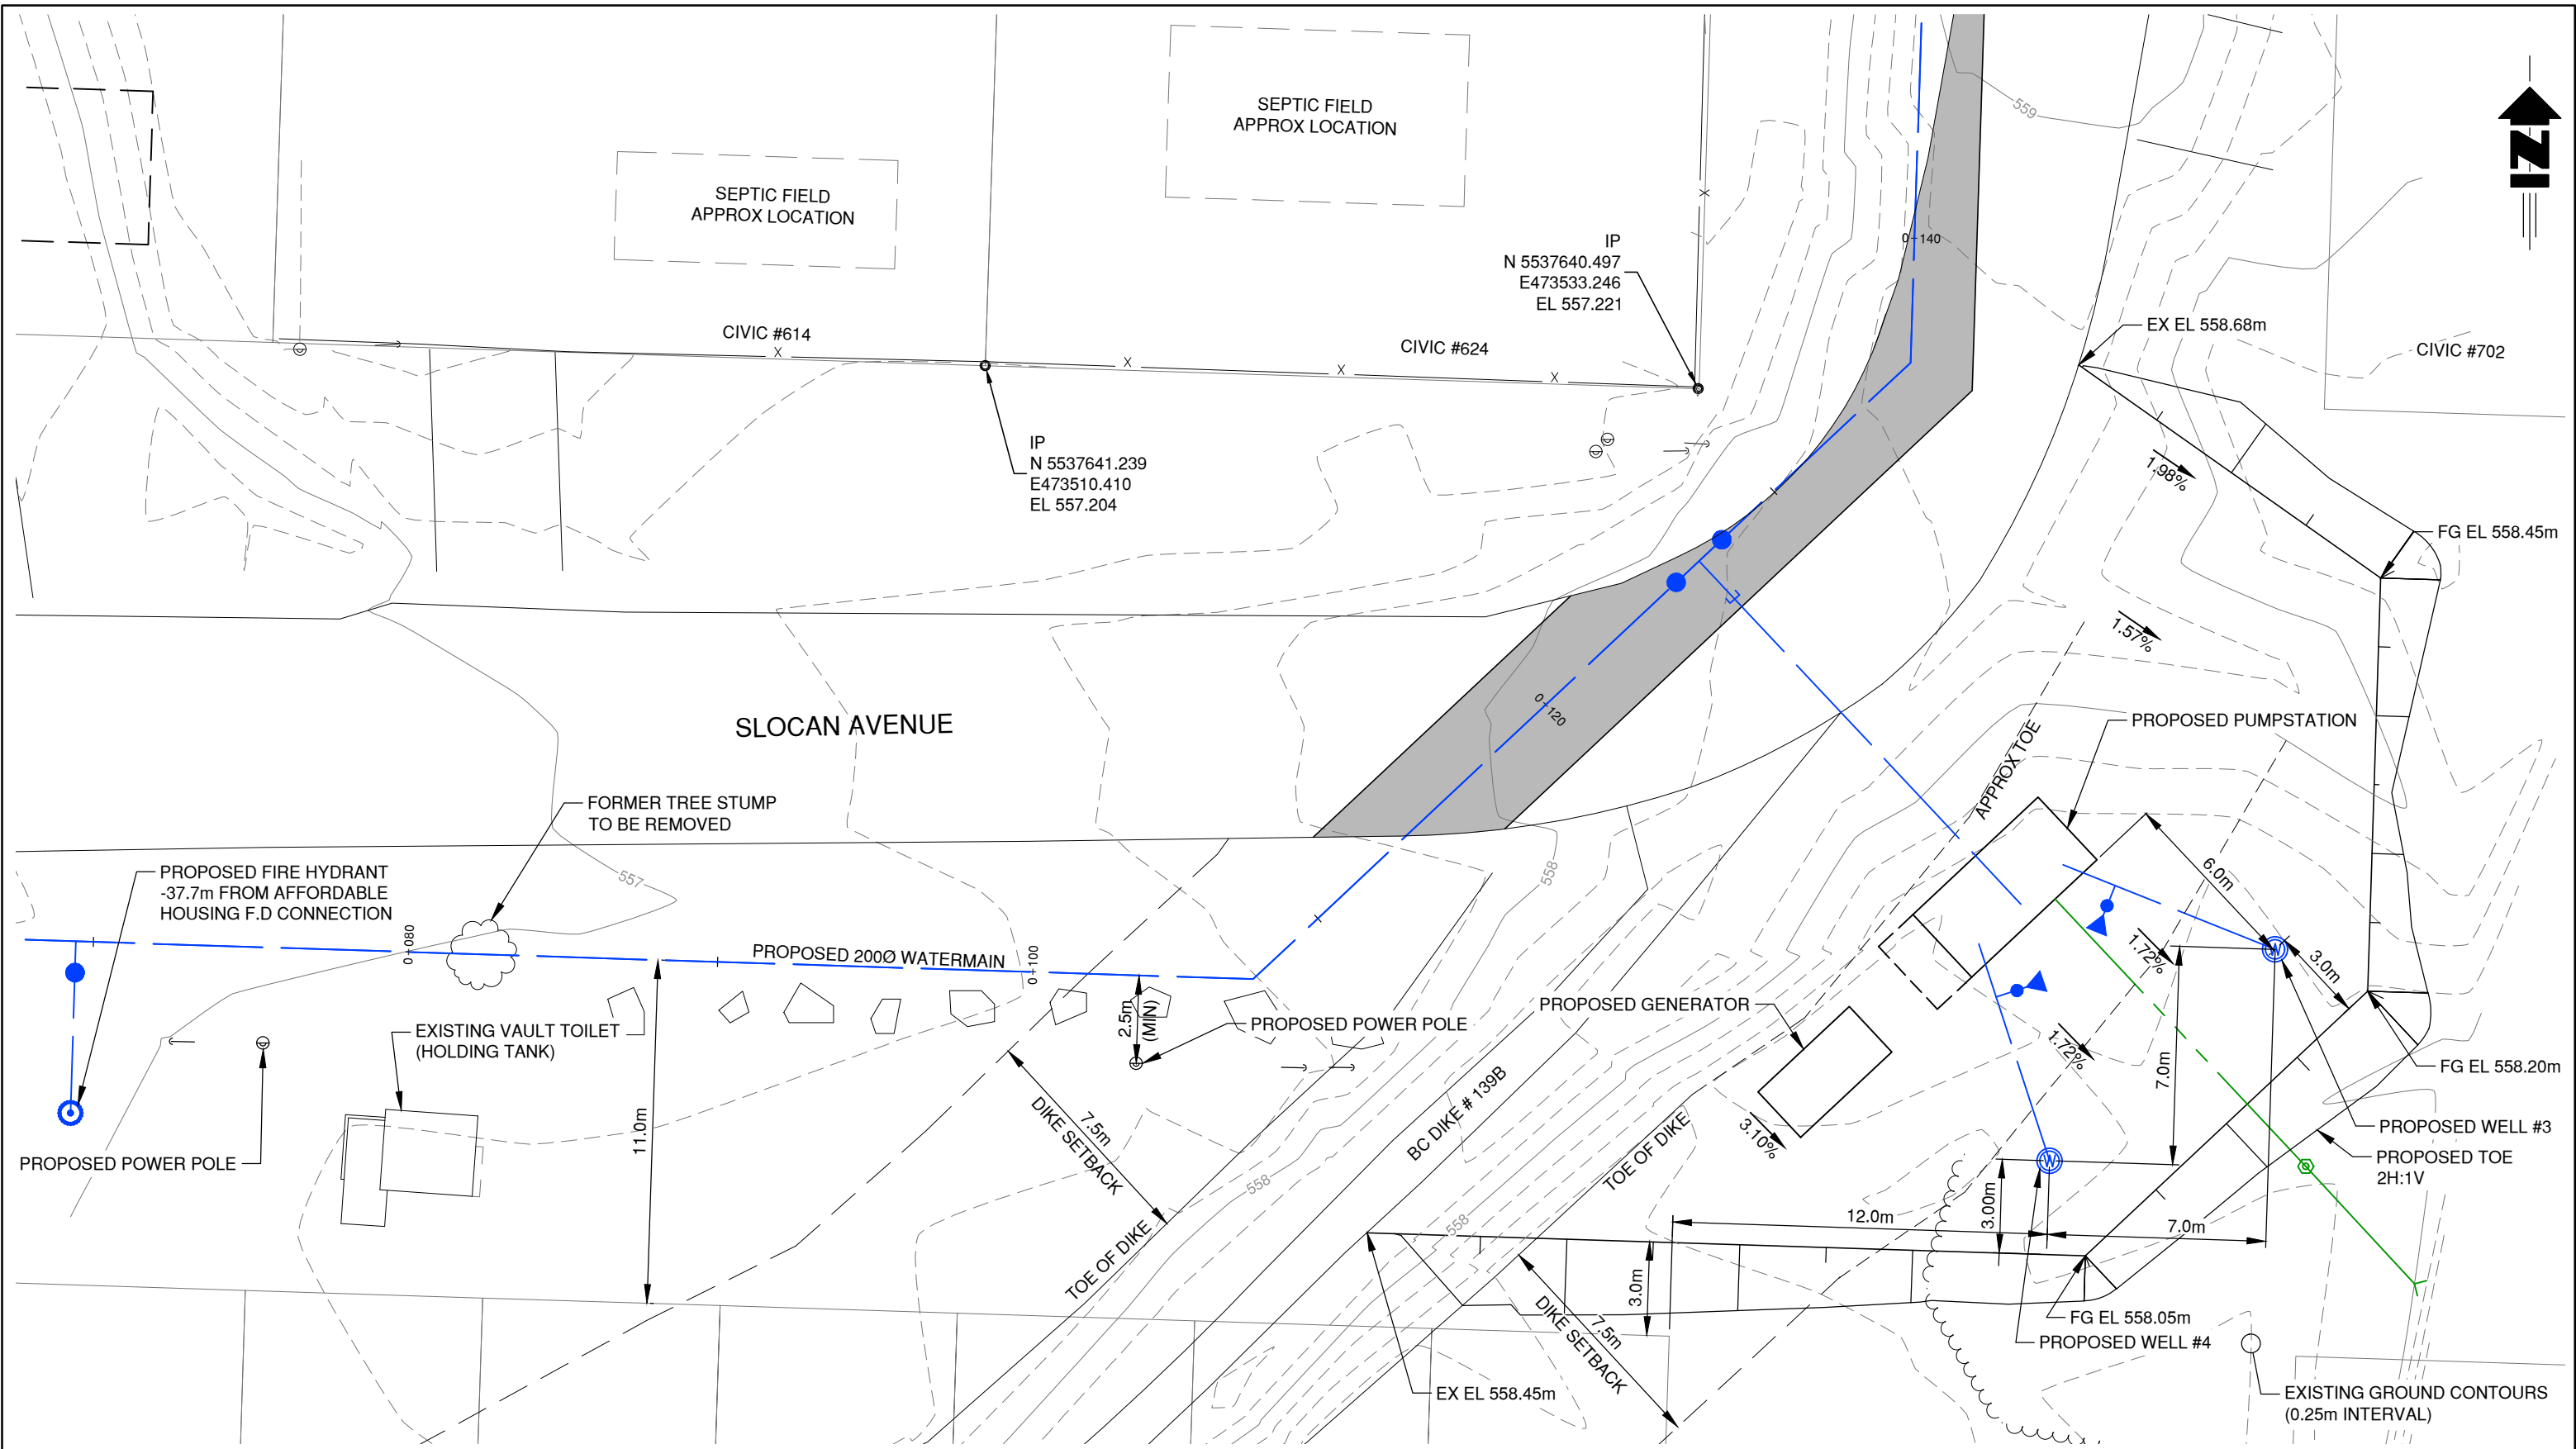 SEPTIC FIELD
APPROX LOCATION
SEPTIC FIELD
APPROX LOCATION
559
N
IP
N 5537640.497
E473533.246
EL 557.221
0+140
EX EL 558.68m
CIVIC #702
CIVIC #614
CIVIC #624
X
X
X
X
X
IP
N 5537641.239
E473510.410
EL 557.204
1.98%
FG EL 558.45m
1.57%
0+120
SLOCAN AVENUE
PROPOSED PUMPSTATION
APPROX TOE
FORMER TREE STUMP
TO BE REMOVED
PROPOSED FIRE HYDRANT
-37.7m FROM AFFORDABLE
HOUSING F.D CONNECTION
557
558
6.0m
0+080
PROPOSED 200Ø WATERMAIN
0+100
1.72%
W
3.0m
2.5m
(MIN)
PROPOSED GENERATOR
EXISTING VAULT TOILET
(HOLDING TANK)
PROPOSED POWER POLE
1.72%
7.0m
FG EL 558.20m
11.0m
7.5m
DIKE SETBACK
BC DIKE # 139B
3.10%
PROPOSED WELL #3
PROPOSED POWER POLE
TOE OF DIKE
W
PROPOSED TOE
2H:1V
558
TOE OF DIKE
558
12.0m
3.00m
7.0m
3.0m
7.5m
DIKE SETBACK
FG EL 558.05m
PROPOSED WELL #4
EX EL 558.45m
EXISTING GROUND CONTOURS
(0.25m INTERVAL)